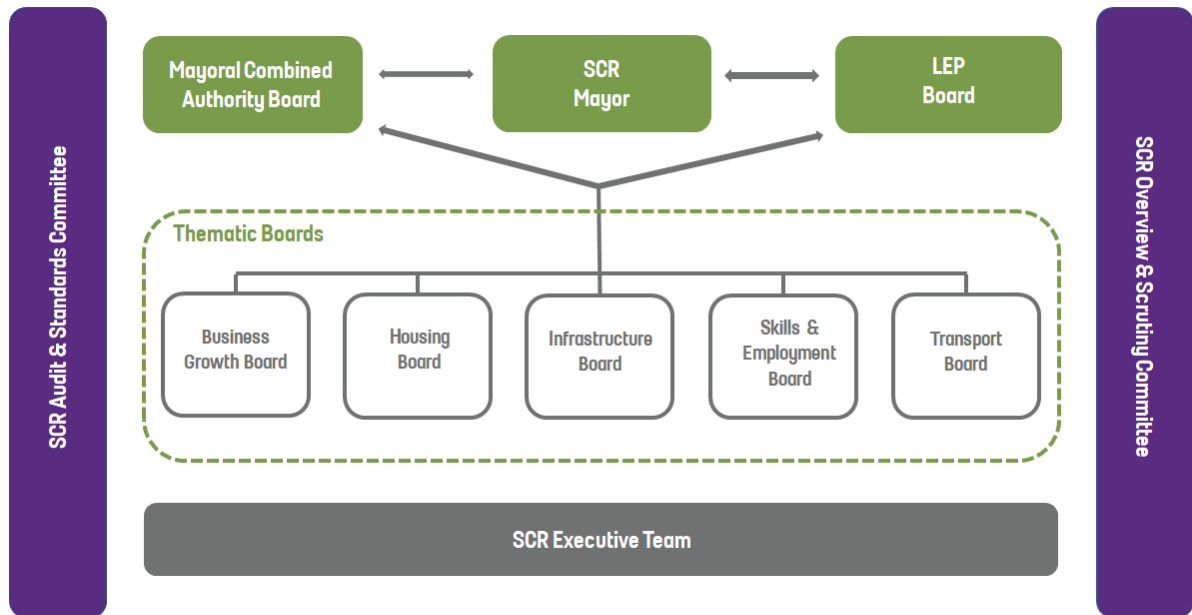 SCR Audit & Standards Committee
Mayoral Combined
Authority Board
SCR
Mayor
LEP
Board
Thematic Boards
Business
Growth Board
Housing
Board
Infrastructure
Board
Skills &
Employment
Board
Transport
Board
SCR Executive Team
SCR Overview & Scrutiny Committee